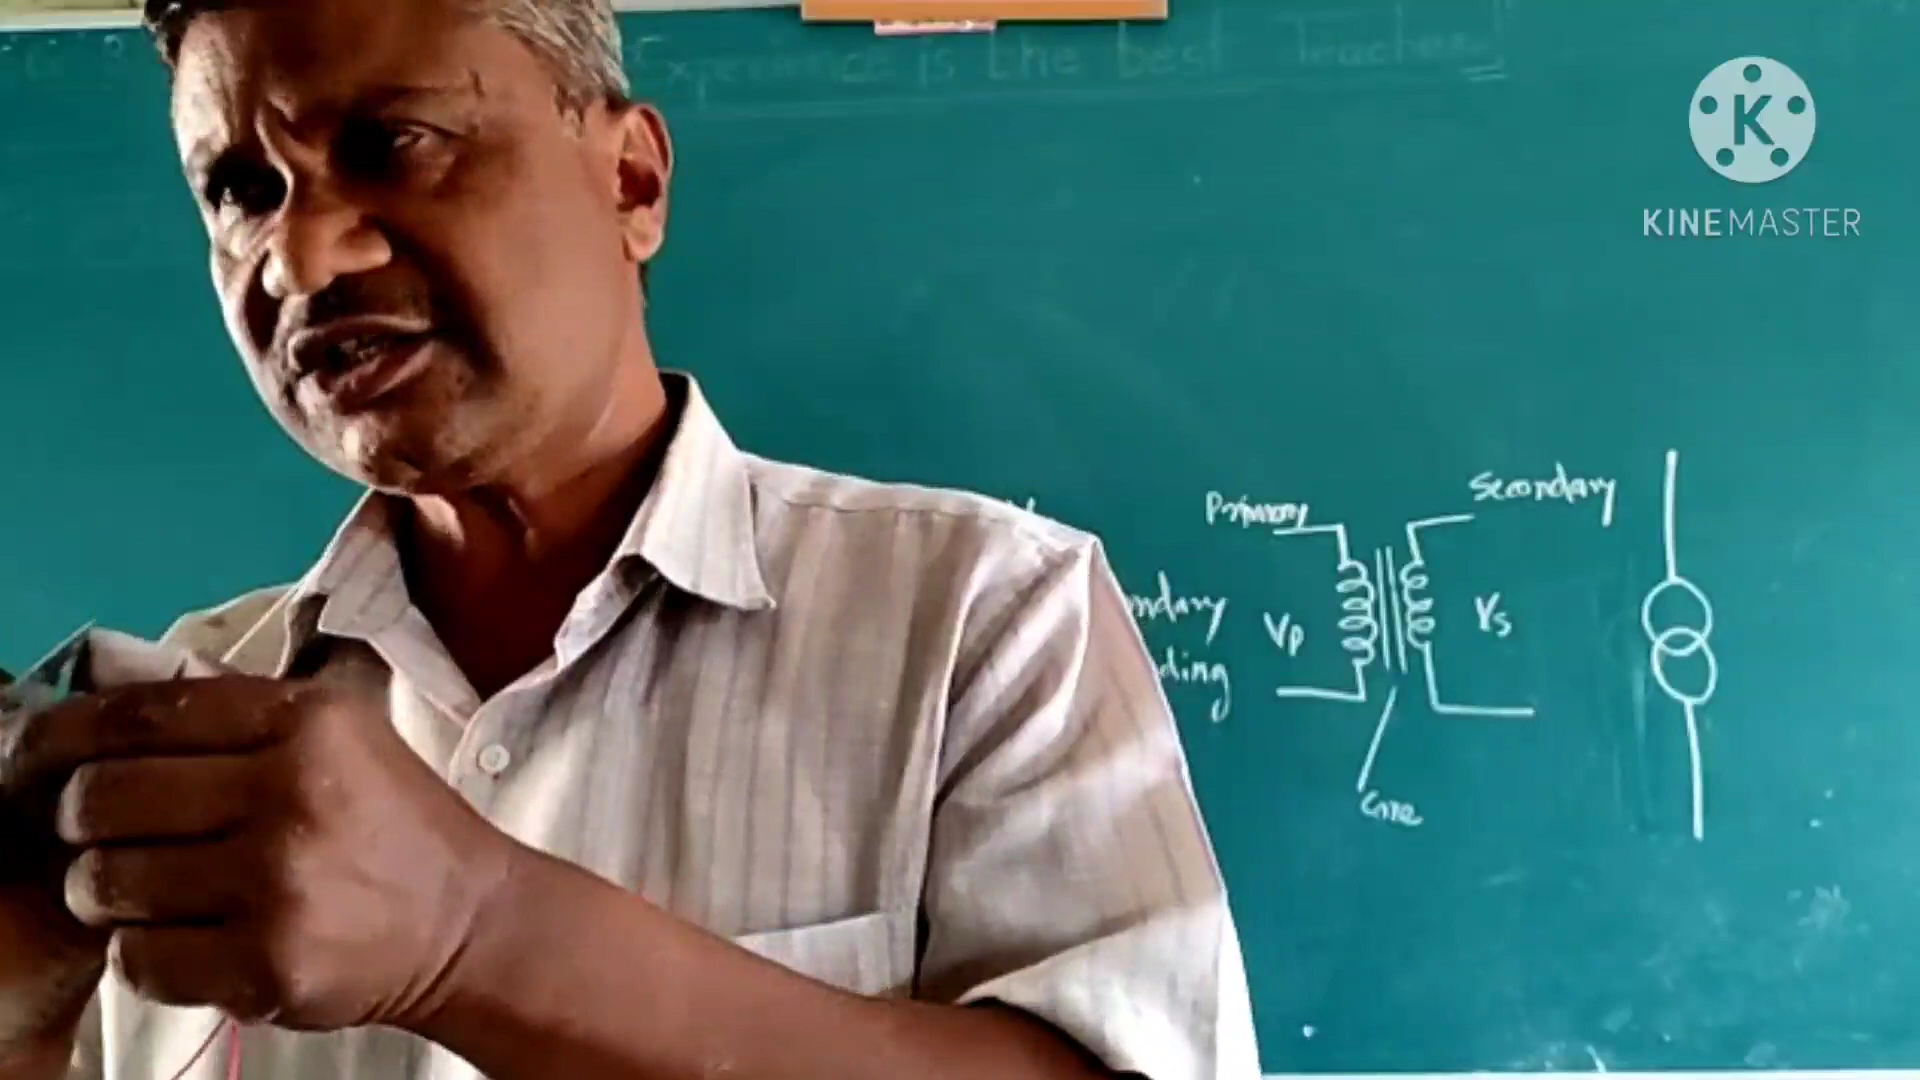 Experience is the best Teacher
KINEMASTER
Primary
Secondary
ndary
Vp
Vs
ding
Core